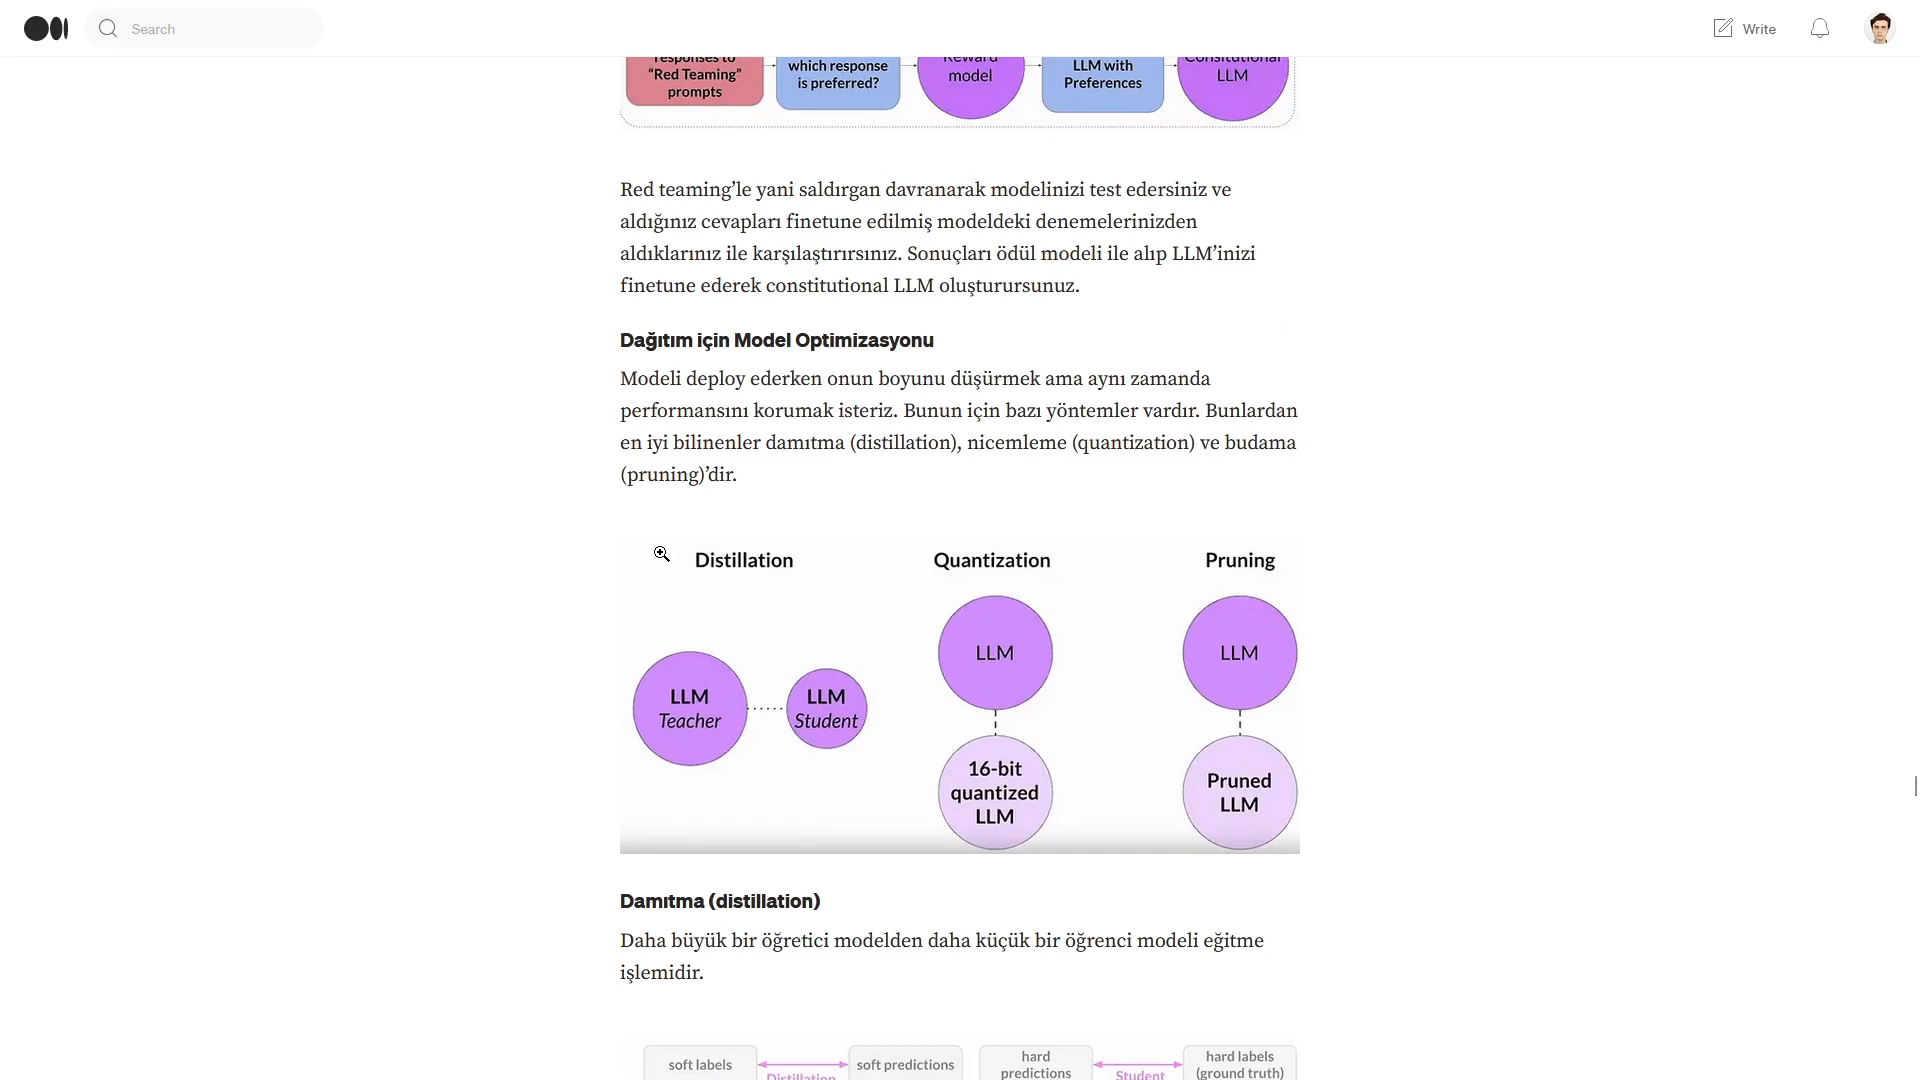 Search
Write
responses to
“Red Teaming”
prompts
which response
is preferred?
Reward
model
LLM with
Preferences
Constitutional
LLM
Red teaming’le yani saldırgan davranarak modelinizi test edersiniz ve
aldığınız cevapları finetune edilmiş modeldeki denemelerinizden
aldıklarınız ile karşılaştırırsınız. Sonuçları ödül modeli ile alıp LLM’inizi
finetune ederek constitutional LLM oluşturursunuz.
Dağıtım için Model Optimizasyonu
Modeli deploy ederken onun boyunu düşürmek ama aynı zamanda
performansını korumak isteriz. Bunun için bazı yöntemler vardır. Bunlardan
en iyi bilinenler damıtma (distillation), nicemleme (quantization) ve budama
(pruning)’dir.
Distillation
Quantization
Pruning
LLM
Teacher
LLM
Student
LLM
16-bit
quantized
LLM
LLM
Pruned
LLM
Damıtma (distillation)
Daha büyük bir öğretici modelden daha küçük bir öğrenci modeli eğitme
işlemidir.
soft labels
Distillation
soft predictions
hard
predictions
Student
hard labels
(ground truth)